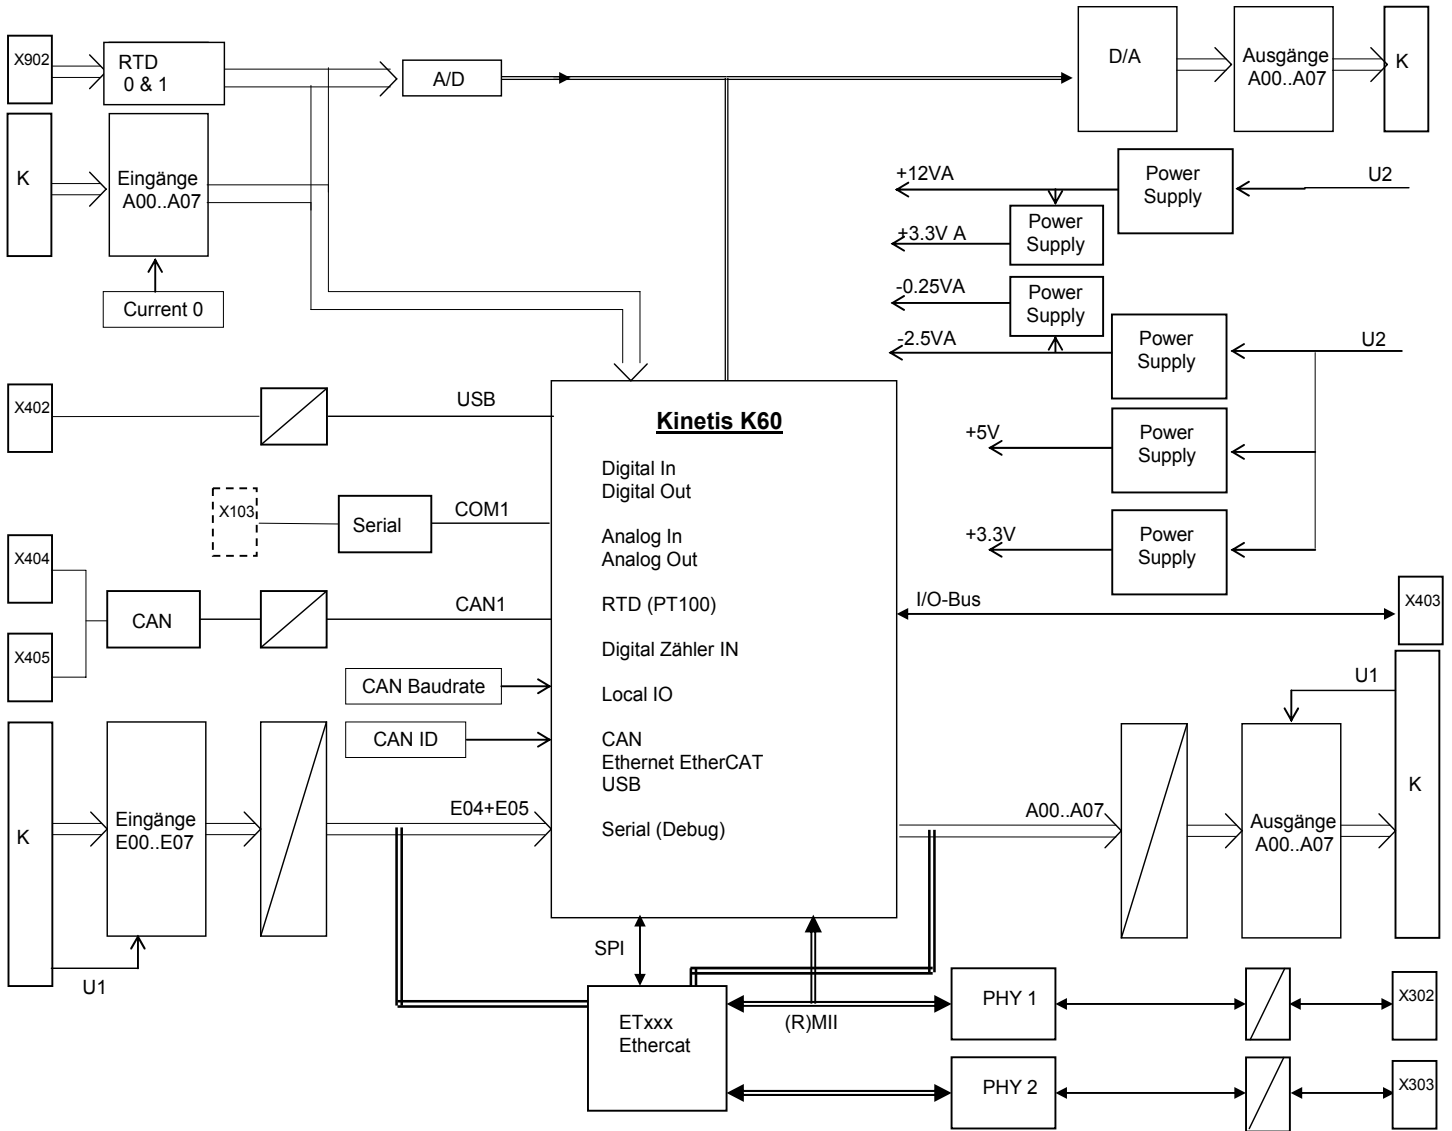 X902
RTD
0 & 1
A/D
D/A
Ausgänge
A00..A07
K
K
Eingänge
A00..A07
Current 0
+12VA
Power
Supply
U2
+3.3V A
Power
Supply
-0.25VA
Power
Supply
-2.5VA
Power
Supply
U2
+5V
Power
Supply
+3.3V
Power
Supply
X402
USB
X103
Serial
COM1
X404
X405
CAN
CAN1
CAN Baudrate
CAN ID
Kinetis K60
Digital In
Digital Out
Analog In
Analog Out
RTD (PT100)
Digital Zähler IN
Local IO
CAN
Ethernet EtherCAT
USB
Serial (Debug)
I/O-Bus
X403
K
Eingänge
E00..E07
E04+E05
U1
A00..A07
Ausgänge
A00..A07
U1
K
SPI
ETxxx
Ethercat
(R)MII
PHY 1
X302
PHY 2
X303